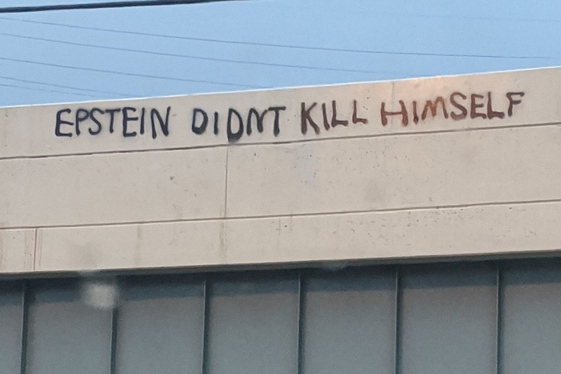 EPSTEIN DIDNT KILL HIMSELF